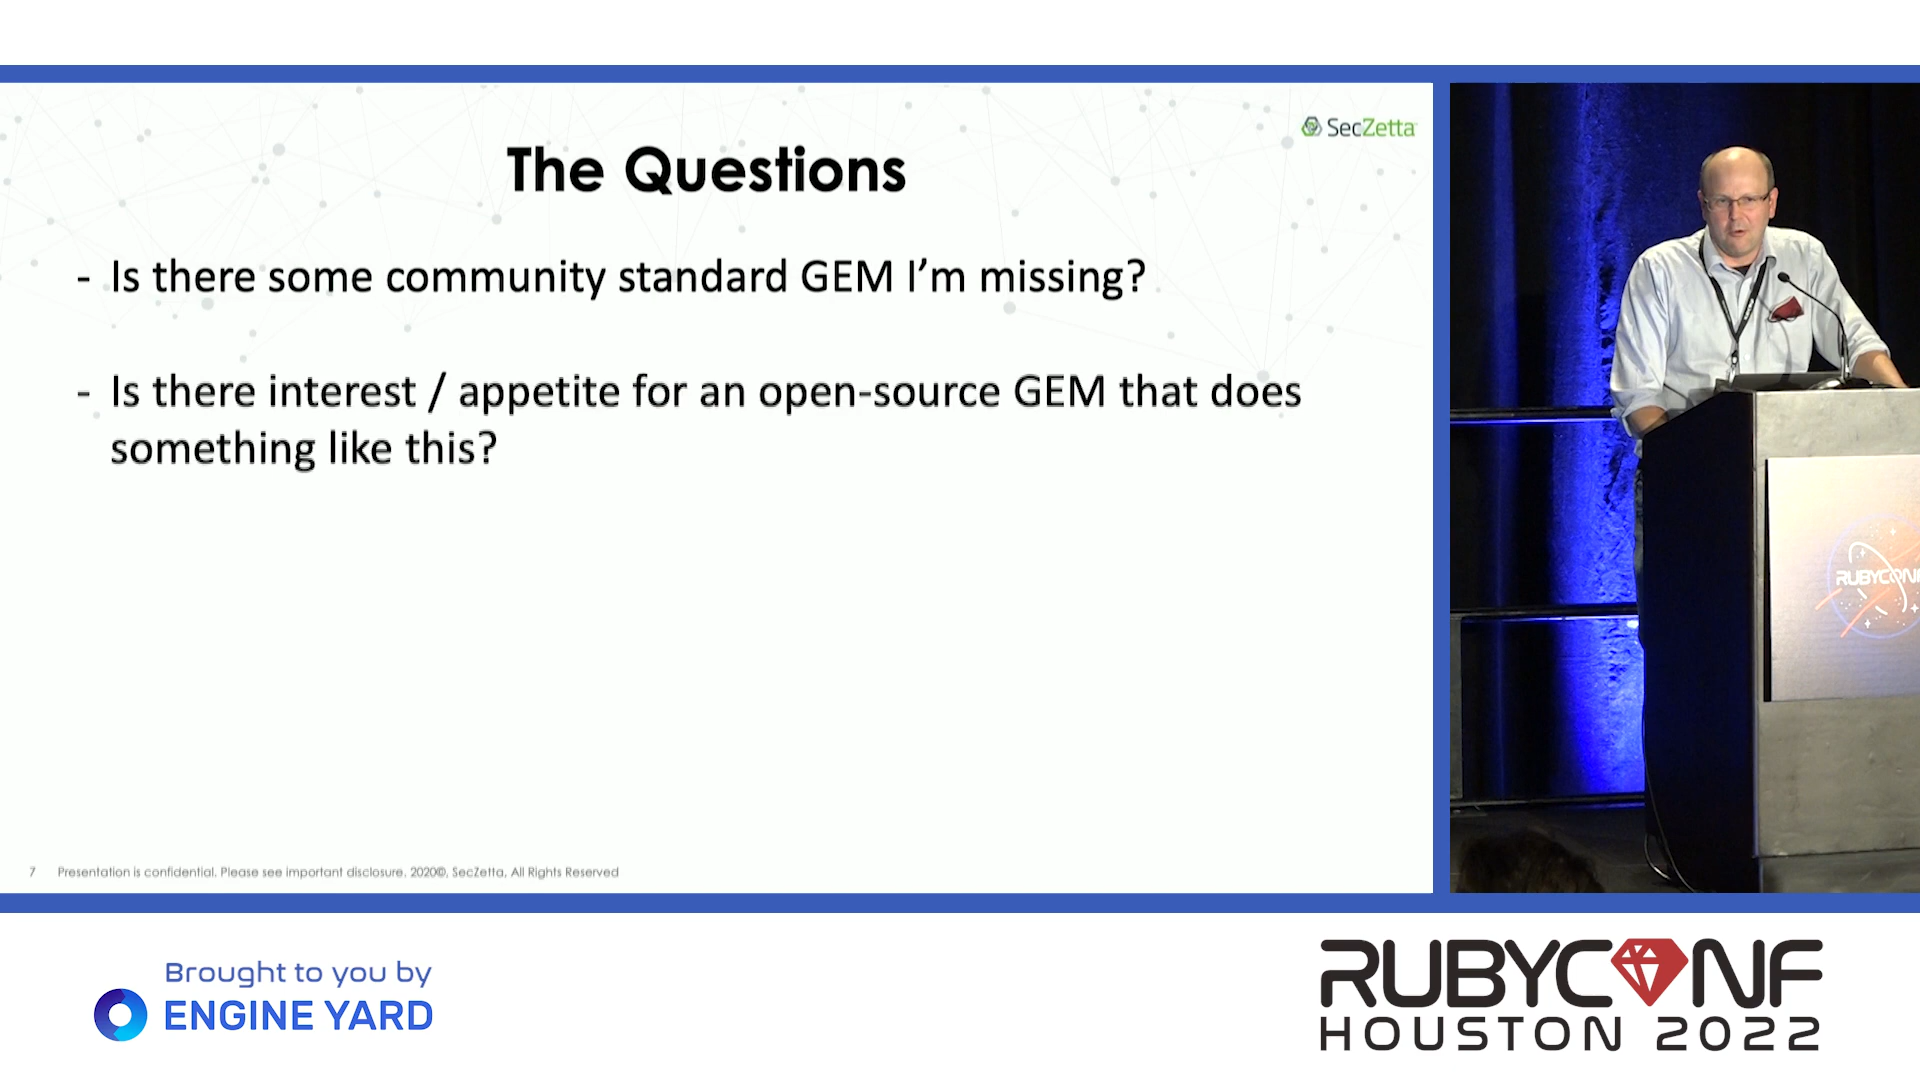 SecZetta
The Questions
- Is there some community standard GEM I'm missing?
- Is there interest / appetite for an open-source GEM that does
something like this?
7 Presentation is confidential. Please see important disclosure. 2020©, SecZetta, All Rights Reserved
RUBYCONF
Brought to you by
ENGINE YARD
RUBYCONF
HOUSTON 2022